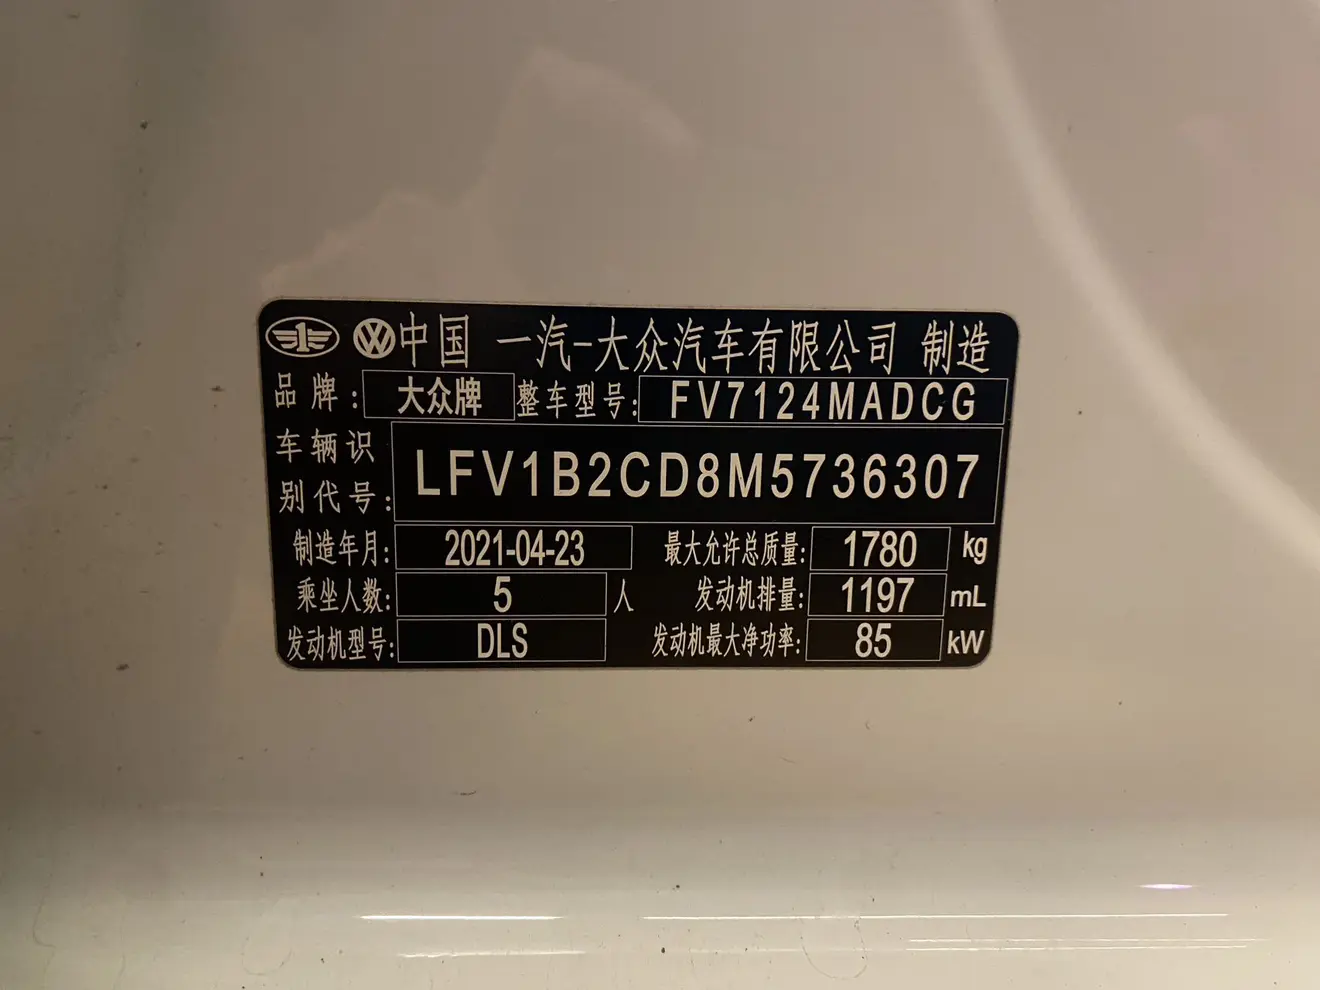 中国 一汽-大众汽车有限公司 制造
品牌: 大众牌 整车型号: FV7124MADCG
车辆识别代号: LFV1B2CD8M5736307
制造年月: 2021-04-23 最大允许总质量: 1780 kg
乘坐人数: 5 人 发动机排量: 1197 mL
发动机型号: DLS 发动机最大净功率: 85 kW